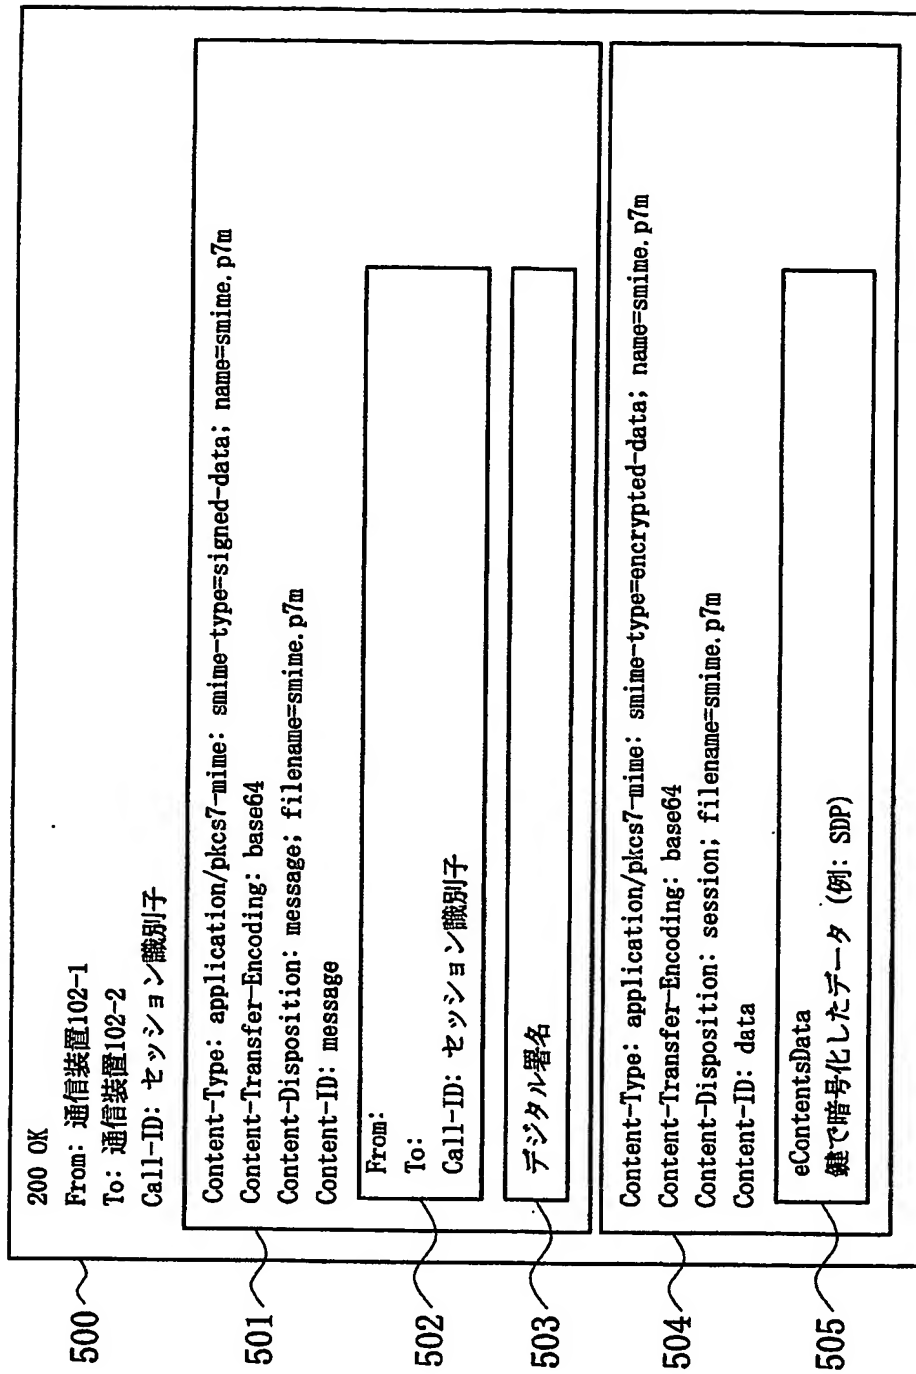 500
200 OK
From: 通信装置102-1
To: 通信装置102-2
Call-ID: セッション識別子
501
Content-Type: application/pkcs7-mime: smime-type=signed-data; name=smime.p7m
Content-Transfer-Encoding: base64
Content-Disposition: message; filename=smime.p7m
Content-ID: message
502
From:
To:
Call-ID: セッション識別子
503
デジタル署名
504
Content-Type: application/pkcs7-mime: smime-type=encrypted-data; name=smime.p7m
Content-Transfer-Encoding: base64
Content-Disposition: session; filename=smime.p7m
Content-ID: data
505
eContentsData
鍵で暗号化したデータ (例: SDP)